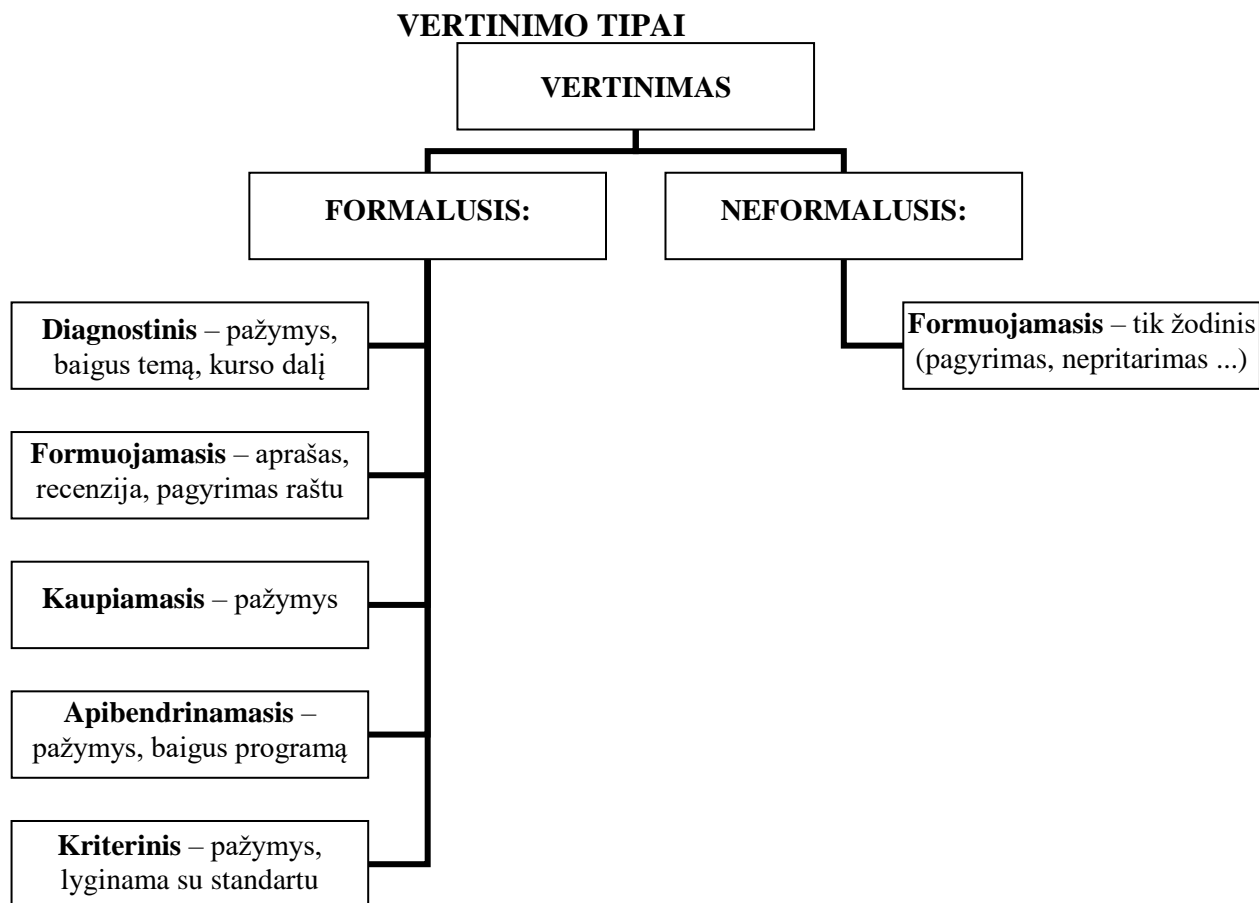 VERTINIMO TIPAI
VERTINIMAS
FORMALUSIS:
NEFORMALUSIS:
Diagnostinis – pažymys,
baigus temą, kurso dalį
Formuojamasis – tik žodinis
(pagyrimas, nepritarimas ...)
Formuojamasis – aprašas,
recenzija, pagyrimas raštu
Kaupiamasis – pažymys
Apibendrinamasis –
pažymys, baigus programą
Kriterinis – pažymys,
lyginama su standartu